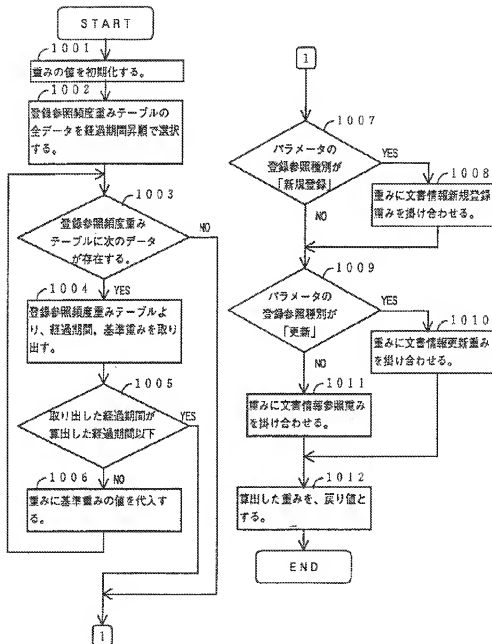 START
1001
重みの値を初期化する。
1002
登録参照頻度重みテーブルの
全データを経過期間昇順で選択
する。
1003
登録参照頻度重み
テーブルに次のデータ
が存在する。
NO
YES
1004
登録参照頻度重みテーブルよ
り、経過期間、基準重みを取り
出す。
1005
取り出した経過期間が
算出した経過期間以下
YES
NO
1006
重みに基準重みの値を代入す
る。
1
1
1007
パラメータの
登録参照種別が
「新規登録」
YES
NO
1008
重みに文書情報新規登録
重みを掛け合わせる。
1009
パラメータの
登録参照種別が
「更新」
YES
NO
1010
重みに文書情報更新重み
を掛け合わせる。
1011
重みに文書情報参照重み
を掛け合わせる。
1012
算出した重みを、戻り値と
する。
END